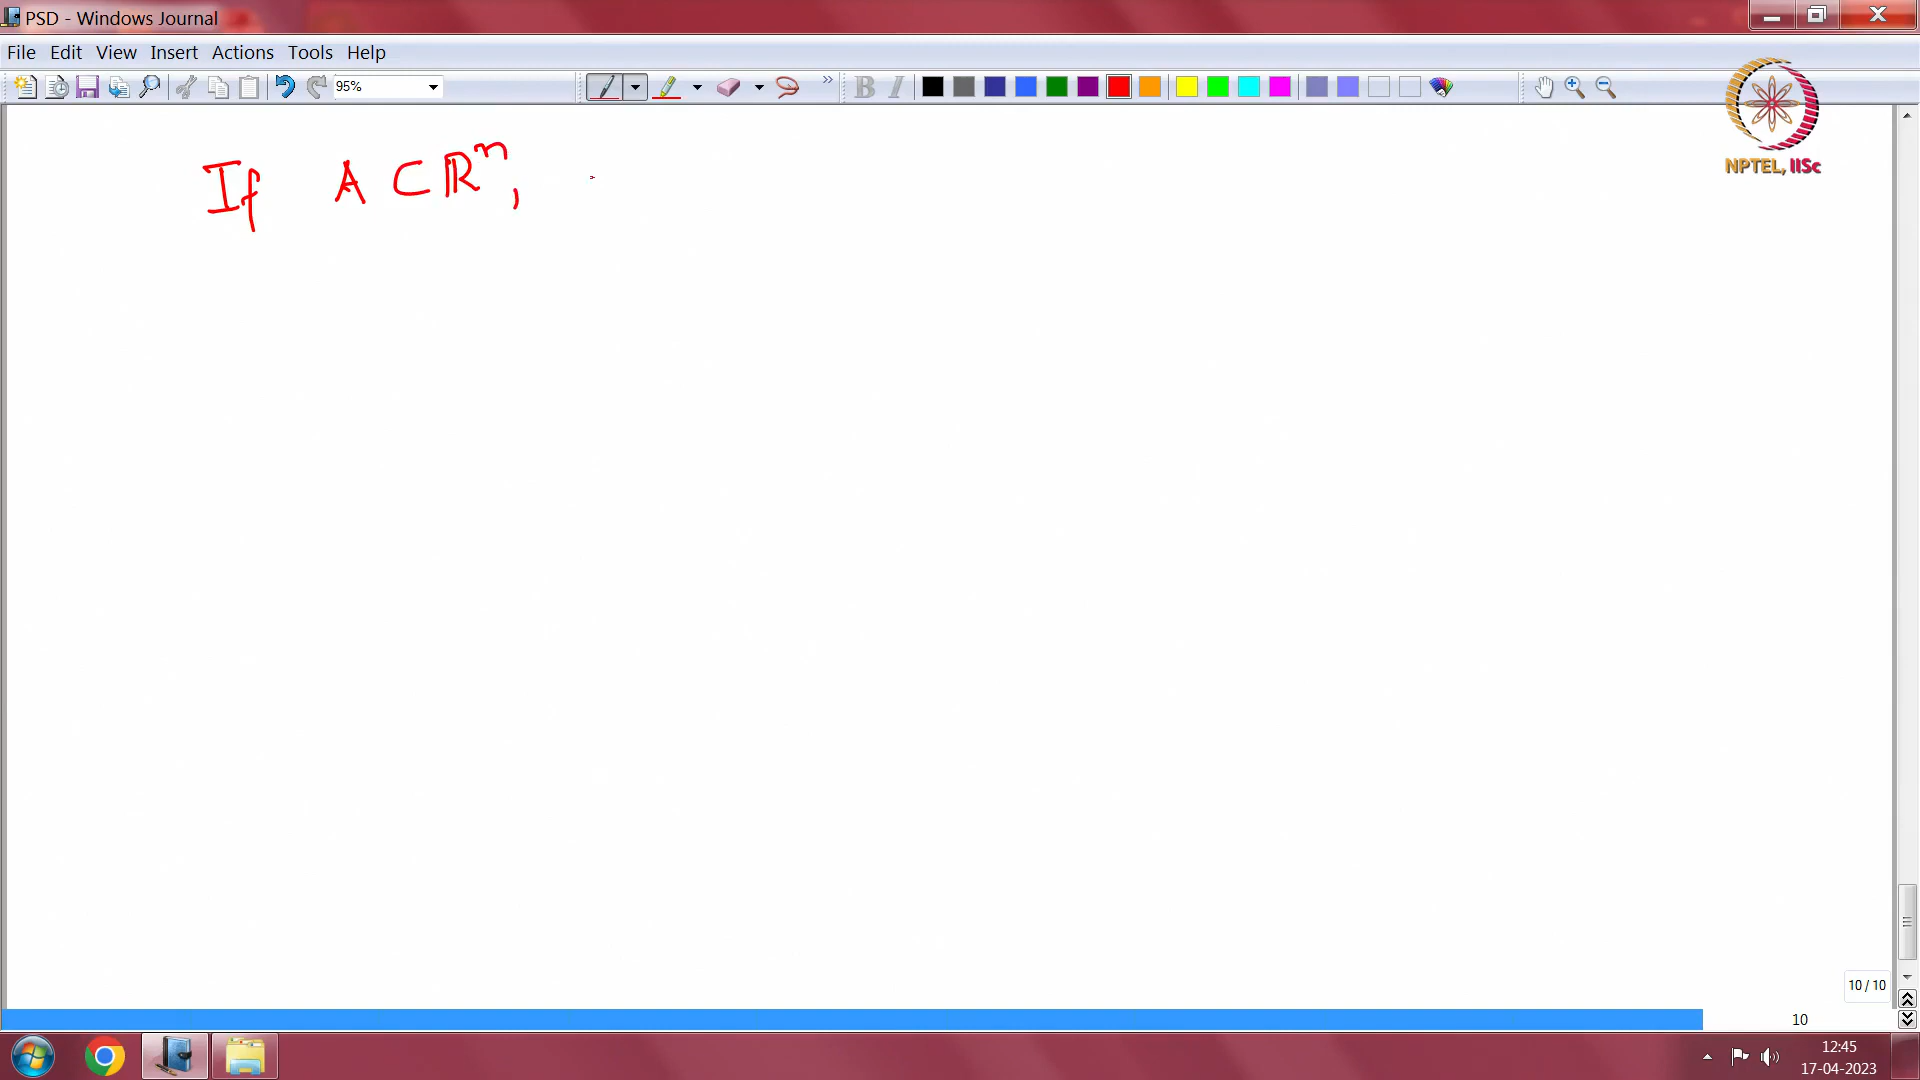 PSD - Windows Journal
File Edit View Insert Actions Tools Help
95%
B I
NPTEL, IISc
If A ⊂ ℝⁿ,
10 / 10
10
12:45
17-04-2023